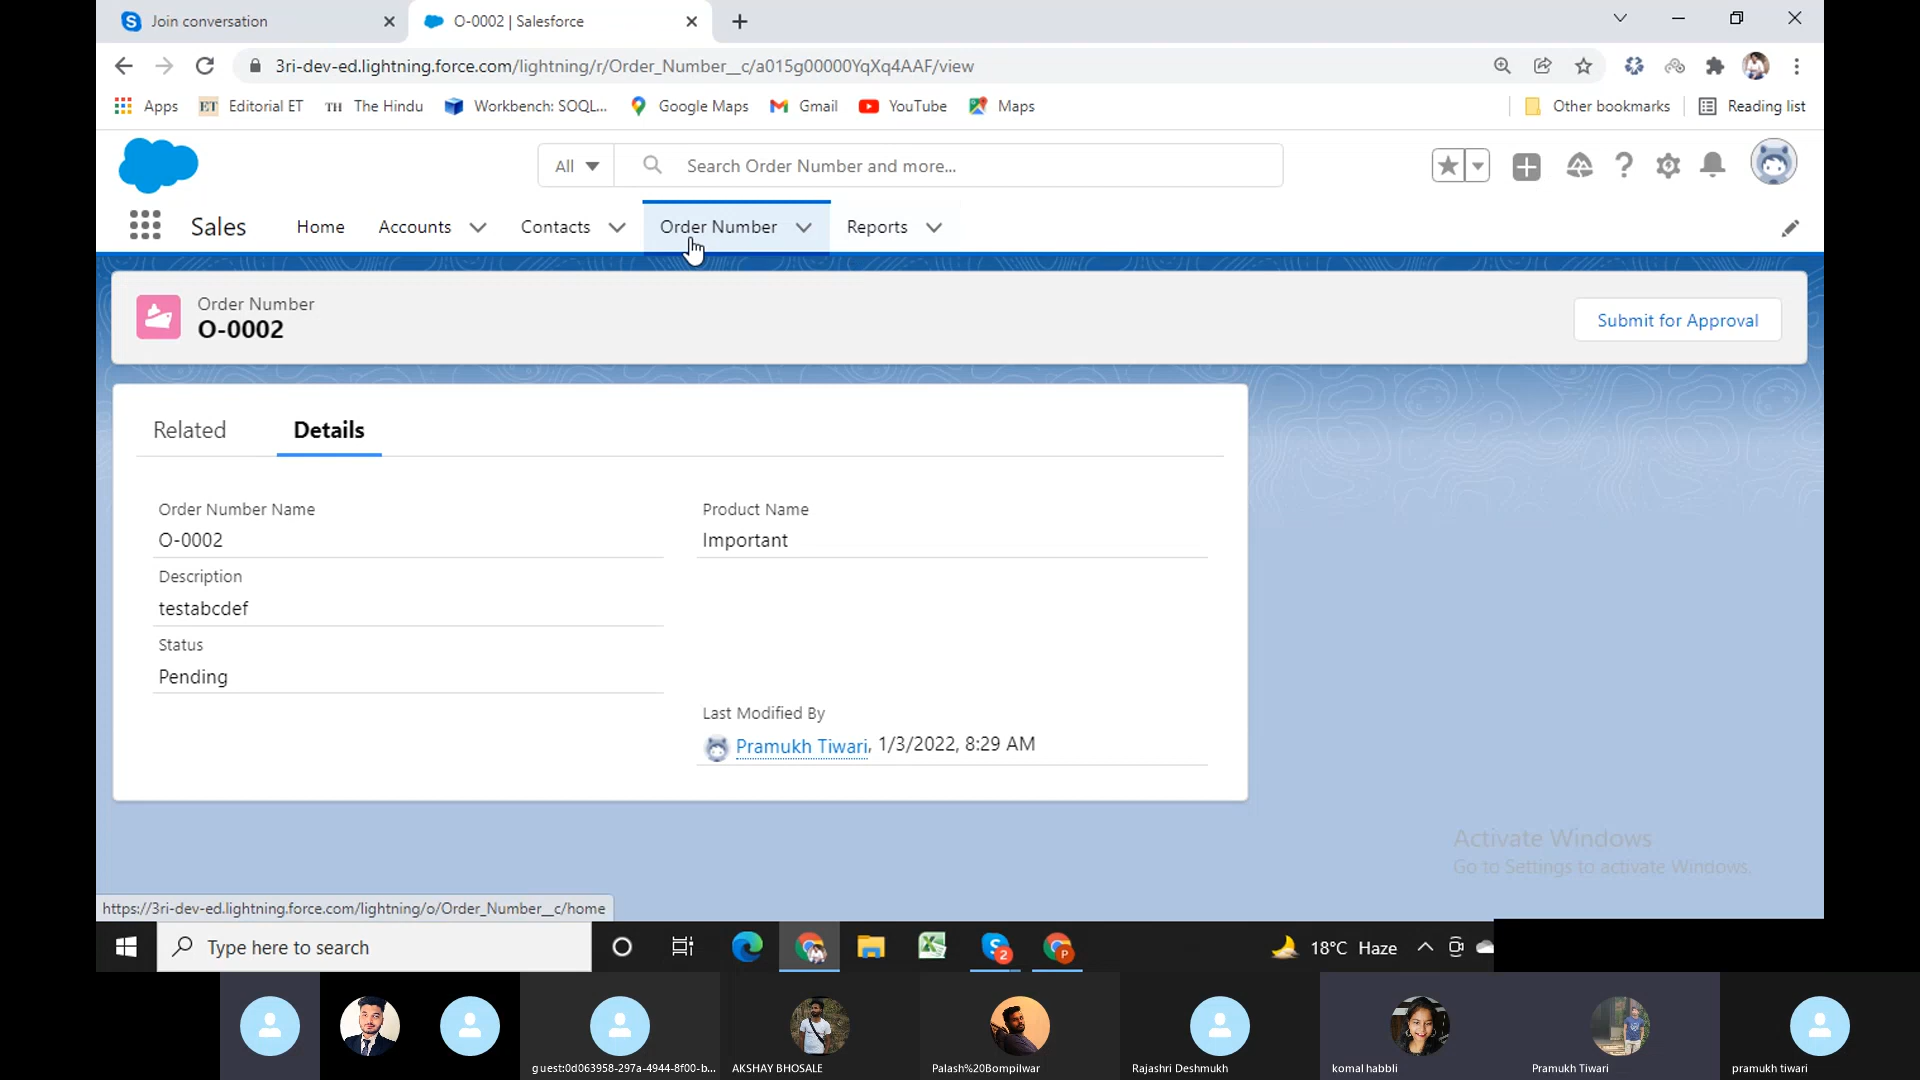 Join conversation
O-0002 | Salesforce
3ri-dev-ed.lightning.force.com/lightning/r/Order_Number__c/a015g00000YqXq4AAF/view
Apps
ET Editorial ET
TH The Hindu
Workbench: SOQL...
Google Maps
Gmail
YouTube
Maps
Other bookmarks
Reading list
All
Search Order Number and more...
Sales
Home
Accounts
Contacts
Order Number
Reports
Order Number
O-0002
Submit for Approval
Related
Details
Order Number Name
O-0002
Product Name
Important
Description
testabcdef
Status
Pending
Last Modified By
Pramukh Tiwari, 1/3/2022, 8:29 AM
Activate Windows
Go to Settings to activate Windows.
https://3ri-dev-ed.lightning.force.com/lightning/o/Order_Number__c/home
Type here to search
2
P
18°C Haze
guest:0d063958-297a-4944-8f00-b...
AKSHAY BHOSALE
Palash%20Bompilwar
Rajashri Deshmukh
komal habbli
Pramukh Tiwari
pramukh tiwari